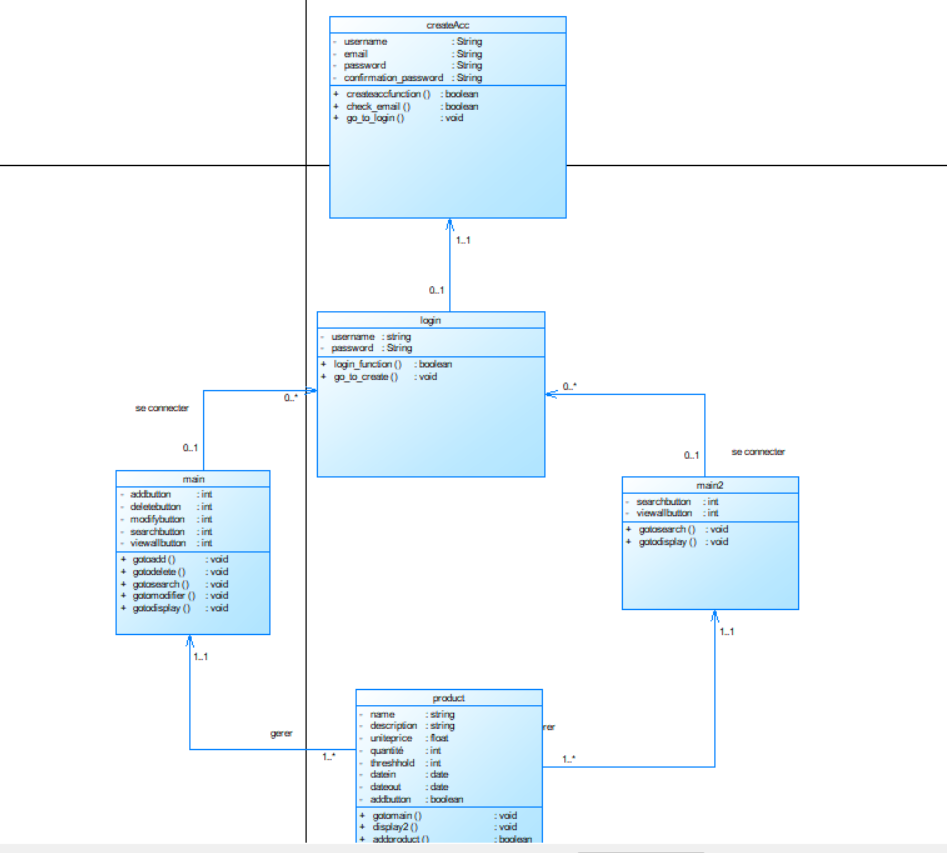 createAcc
- username : String
- email : String
- password : String
- confirmation_password : String
+ createaccfunction () : boolean
+ check_email () : boolean
+ go_to_login () : void
1..1
0..1
login
- username : string
- password : String
+ login_function () : boolean
+ go_to_create () : void
0..*
0..*
se connecter
0..1
0..1
se connecter
main
- addbutton : int
- deletebutton : int
- modifybutton : int
- searchbutton : int
- viewallbutton : int
+ gotoadd () : void
+ gotodelete () : void
+ gotosearch () : void
+ gotomodifier () : void
+ gotodisplay () : void
main2
- searchbutton : int
- viewallbutton : int
+ gotosearch () : void
+ gotodisplay () : void
1..1
1..1
gerer
1..*
rer
1..*
product
- name : string
- description : string
- uniteprice : float
- quantité : int
- threshhold : int
- datein : date
- dateout : date
- addbutton : boolean
+ gotomain () : void
+ display2 () : void
+ addproduct () : boolean